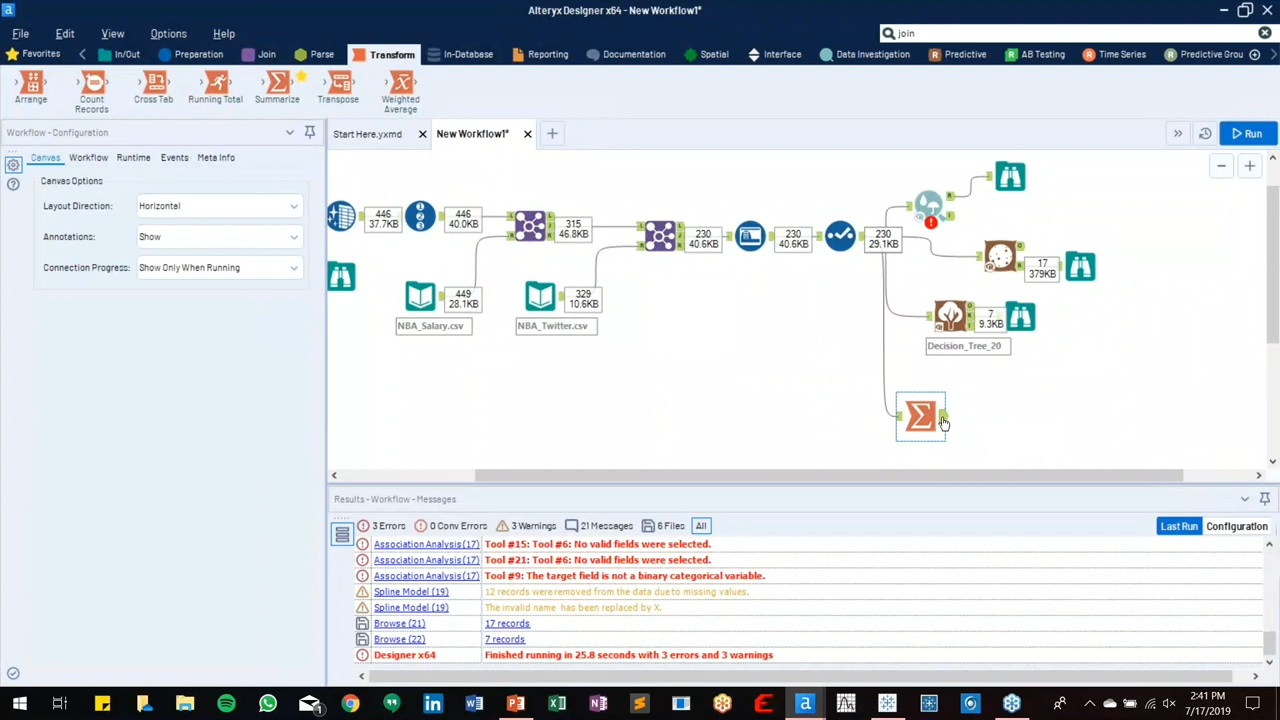 Alteryx Designer x64 - New Workflow1*
File Edit View Options Help
join
Favorites In/Out Preparation Join Parse Transform In-Database Reporting Documentation Spatial Interface Data Investigation Predictive AB Testing Time Series Predictive Grou
Arrange Count Records Cross Tab Running Total Summarize Transpose Weighted Average
Workflow - Configuration
Start Here.yxmd New Workflow1*
Run
Canvas Workflow Runtime Events Meta Info
Canvas Options
Layout Direction: Horizontal
Annotations: Show
Connection Progress: Show Only When Running
446
37.7KB
446
40.0KB
315
46.8KB
230
40.6KB
230
40.6KB
230
29.1KB
17
379KB
449
28.1KB
329
10.6KB
7
9.3KB
NBA_Salary.csv
NBA_Twitter.csv
Decision_Tree_20
Results - Workflow - Messages
3 Errors 0 Conv Errors 3 Warnings 21 Messages 6 Files All
Last Run Configuration
Association Analysis (17) Tool #15: Tool #6: No valid fields were selected.
Association Analysis (17) Tool #21: Tool #6: No valid fields were selected.
Association Analysis (17) Tool #9: The target field is not a binary categorical variable.
Spline Model (19) 12 records were removed from the data due to missing values.
Spline Model (19) The invalid name has been replaced by X.
Browse (21) 17 records
Browse (22) 7 records
Designer x64 Finished running in 25.8 seconds with 3 errors and 3 warnings
2:41 PM
7/17/2019